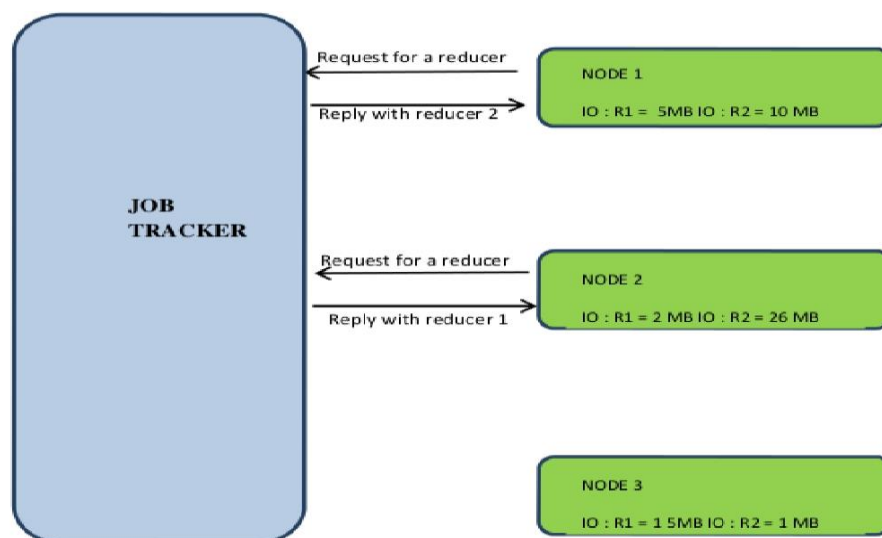 Request for a reducer
Reply with reducer 2
NODE 1
IO : R1 = 5MB IO : R2 = 10 MB
JOB
TRACKER
Request for a reducer
Reply with reducer 1
NODE 2
IO : R1 = 2 MB IO : R2 = 26 MB
NODE 3
IO : R1 = 1 5MB IO : R2 = 1 MB